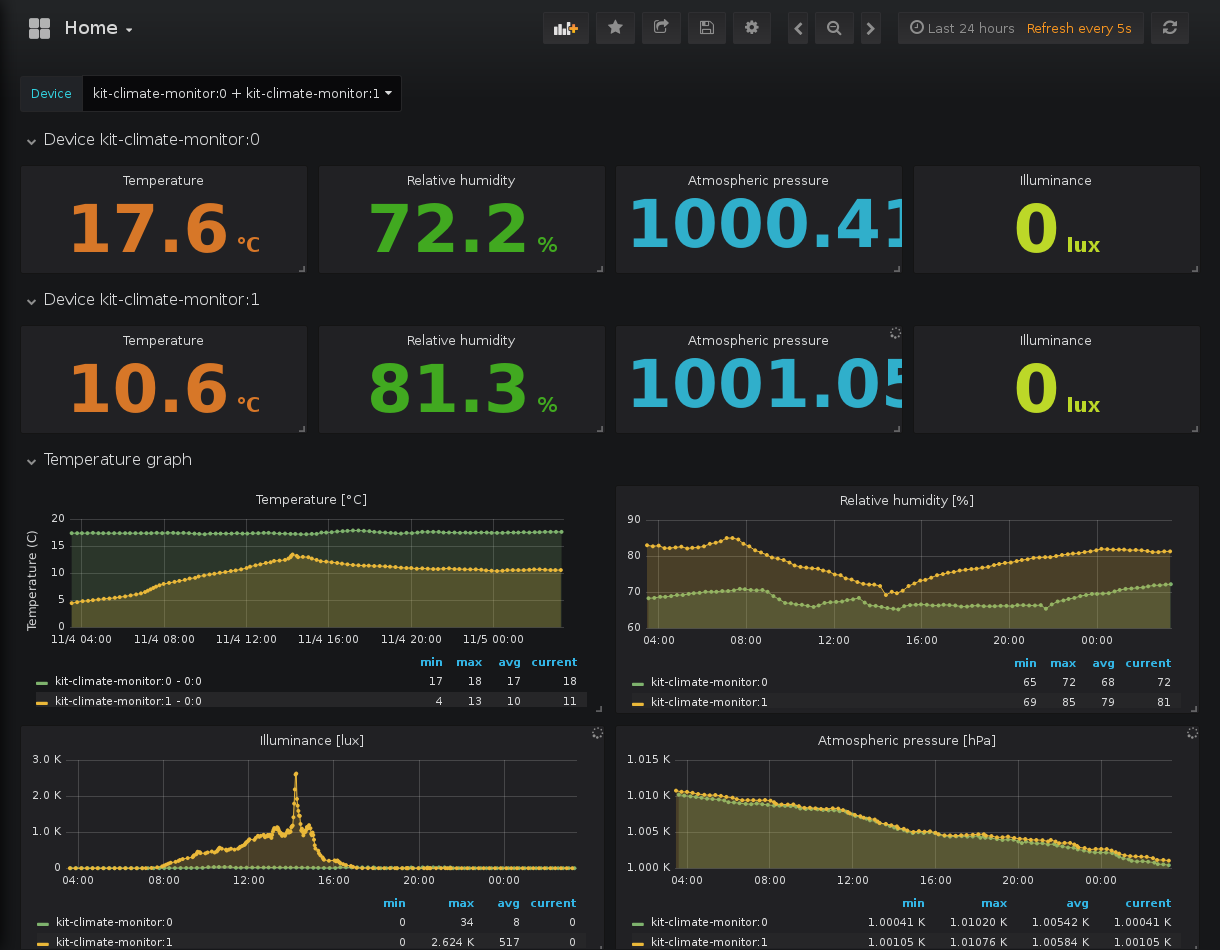 Home
Last 24 hours Refresh every 5s
Device kit-climate-monitor:0 + kit-climate-monitor:1
Device kit-climate-monitor:0
Temperature Relative humidity Atmospheric pressure Illuminance
17.6 °C 72.2 % 1000.41 0 lux
Device kit-climate-monitor:1
Temperature Relative humidity Atmospheric pressure Illuminance
10.6 °C 81.3 % 1001.05 0 lux
Temperature graph
Temperature [°C]
Temperature (C)
20
15
10
5
0
11/4 04:00 11/4 08:00 11/4 12:00 11/4 16:00 11/4 20:00 11/5 00:00
min max avg current
kit-climate-monitor:0 - 0:0 17 18 17 18
kit-climate-monitor:1 - 0:0 4 13 10 11
Relative humidity [%]
90
80
70
60
04:00 08:00 12:00 16:00 20:00 00:00
min max avg current
kit-climate-monitor:0 65 72 68 72
kit-climate-monitor:1 69 85 79 81
Illuminance [lux]
3.0 K
2.0 K
1.0 K
0
04:00 08:00 12:00 16:00 20:00 00:00
min max avg current
kit-climate-monitor:0 0 34 8 0
kit-climate-monitor:1 0 2.624 K 517 0
Atmospheric pressure [hPa]
1.015 K
1.010 K
1.005 K
1.000 K
04:00 08:00 12:00 16:00 20:00 00:00
min max avg current
kit-climate-monitor:0 1.00041 K 1.01020 K 1.00542 K 1.00041 K
kit-climate-monitor:1 1.00105 K 1.01076 K 1.00584 K 1.00105 K